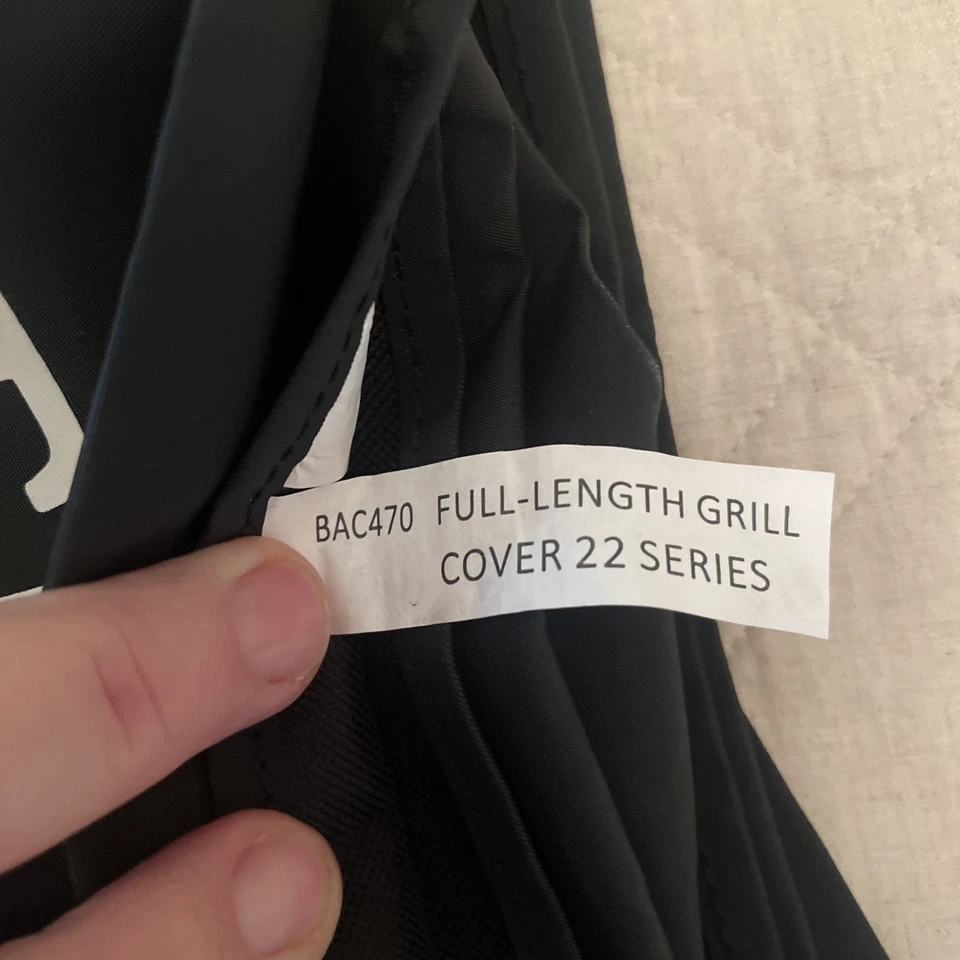 BAC470 FULL-LENGTH GRILL
COVER 22 SERIES